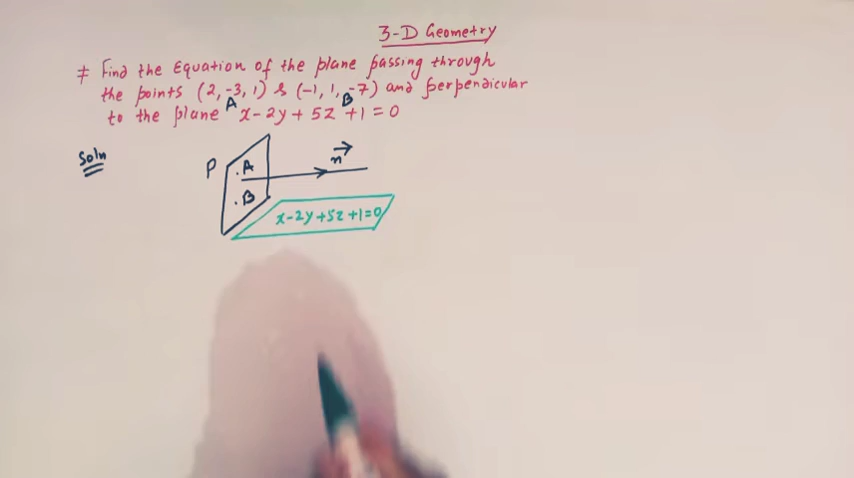 3-D Geometry
≠ Find the Equation of the plane passing through
the points (2, -3, 1) & (-1, 1, -7) and perpendicular
A B
to the plane x-2y+5z+1=0
Soln
P .A n→
.B
x-2y+5z+1=0